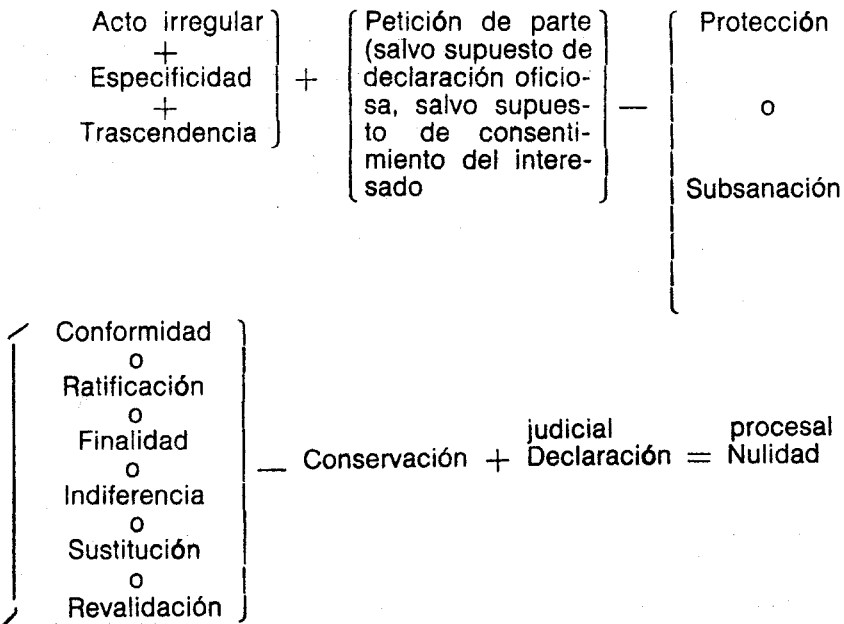 Acto irregular
+
Especificidad
+
Trascendencia
+
Petición de parte
(salvo supuesto de
declaración oficio-
sa, salvo supues-
to de consenti-
miento del intere-
sado
—
Protección
o
Subsanación
Conformidad
o
Ratificación
o
Finalidad
o
Indiferencia
o
Sustitución
o
Revalidación
— Conservación + Declaración = Nulidad
judicial procesal